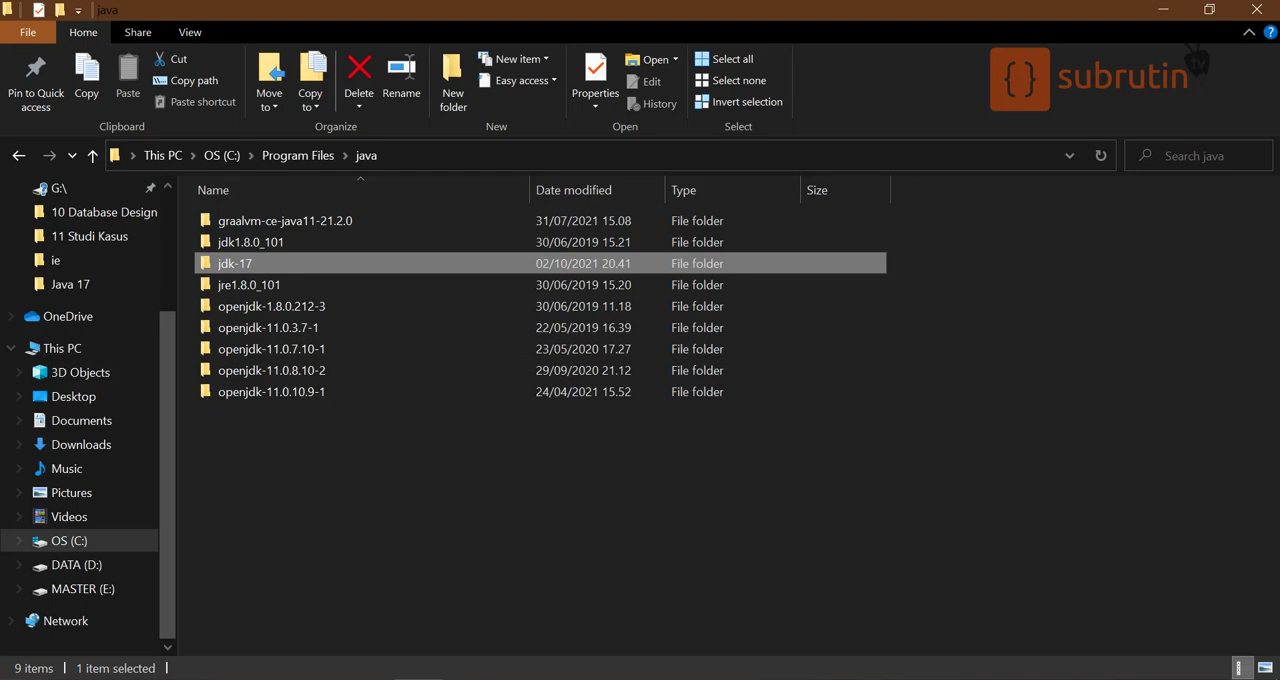 java
File Home Share View
Pin to Quick access
Copy
Paste
Cut
Copy path
Paste shortcut
Clipboard
Move to
Copy to
Delete
Rename
Organize
New folder
New item
Easy access
New
Properties
Open
Edit
History
Open
Select all
Select none
Invert selection
Select
{} subrutin tv
This PC > OS (C:) > Program Files > java
Search java
G:\
10 Database Design
11 Studi Kasus
ie
Java 17
OneDrive
This PC
3D Objects
Desktop
Documents
Downloads
Music
Pictures
Videos
OS (C:)
DATA (D:)
MASTER (E:)
Network
Name Date modified Type Size
graalvm-ce-java11-21.2.0 31/07/2021 15.08 File folder
jdk1.8.0_101 30/06/2019 15.21 File folder
jdk-17 02/10/2021 20.41 File folder
jre1.8.0_101 30/06/2019 15.20 File folder
openjdk-1.8.0.212-3 30/06/2019 11.18 File folder
openjdk-11.0.3.7-1 22/05/2019 16.39 File folder
openjdk-11.0.7.10-1 23/05/2020 17.27 File folder
openjdk-11.0.8.10-2 29/09/2020 21.12 File folder
openjdk-11.0.10.9-1 24/04/2021 15.52 File folder
9 items 1 item selected